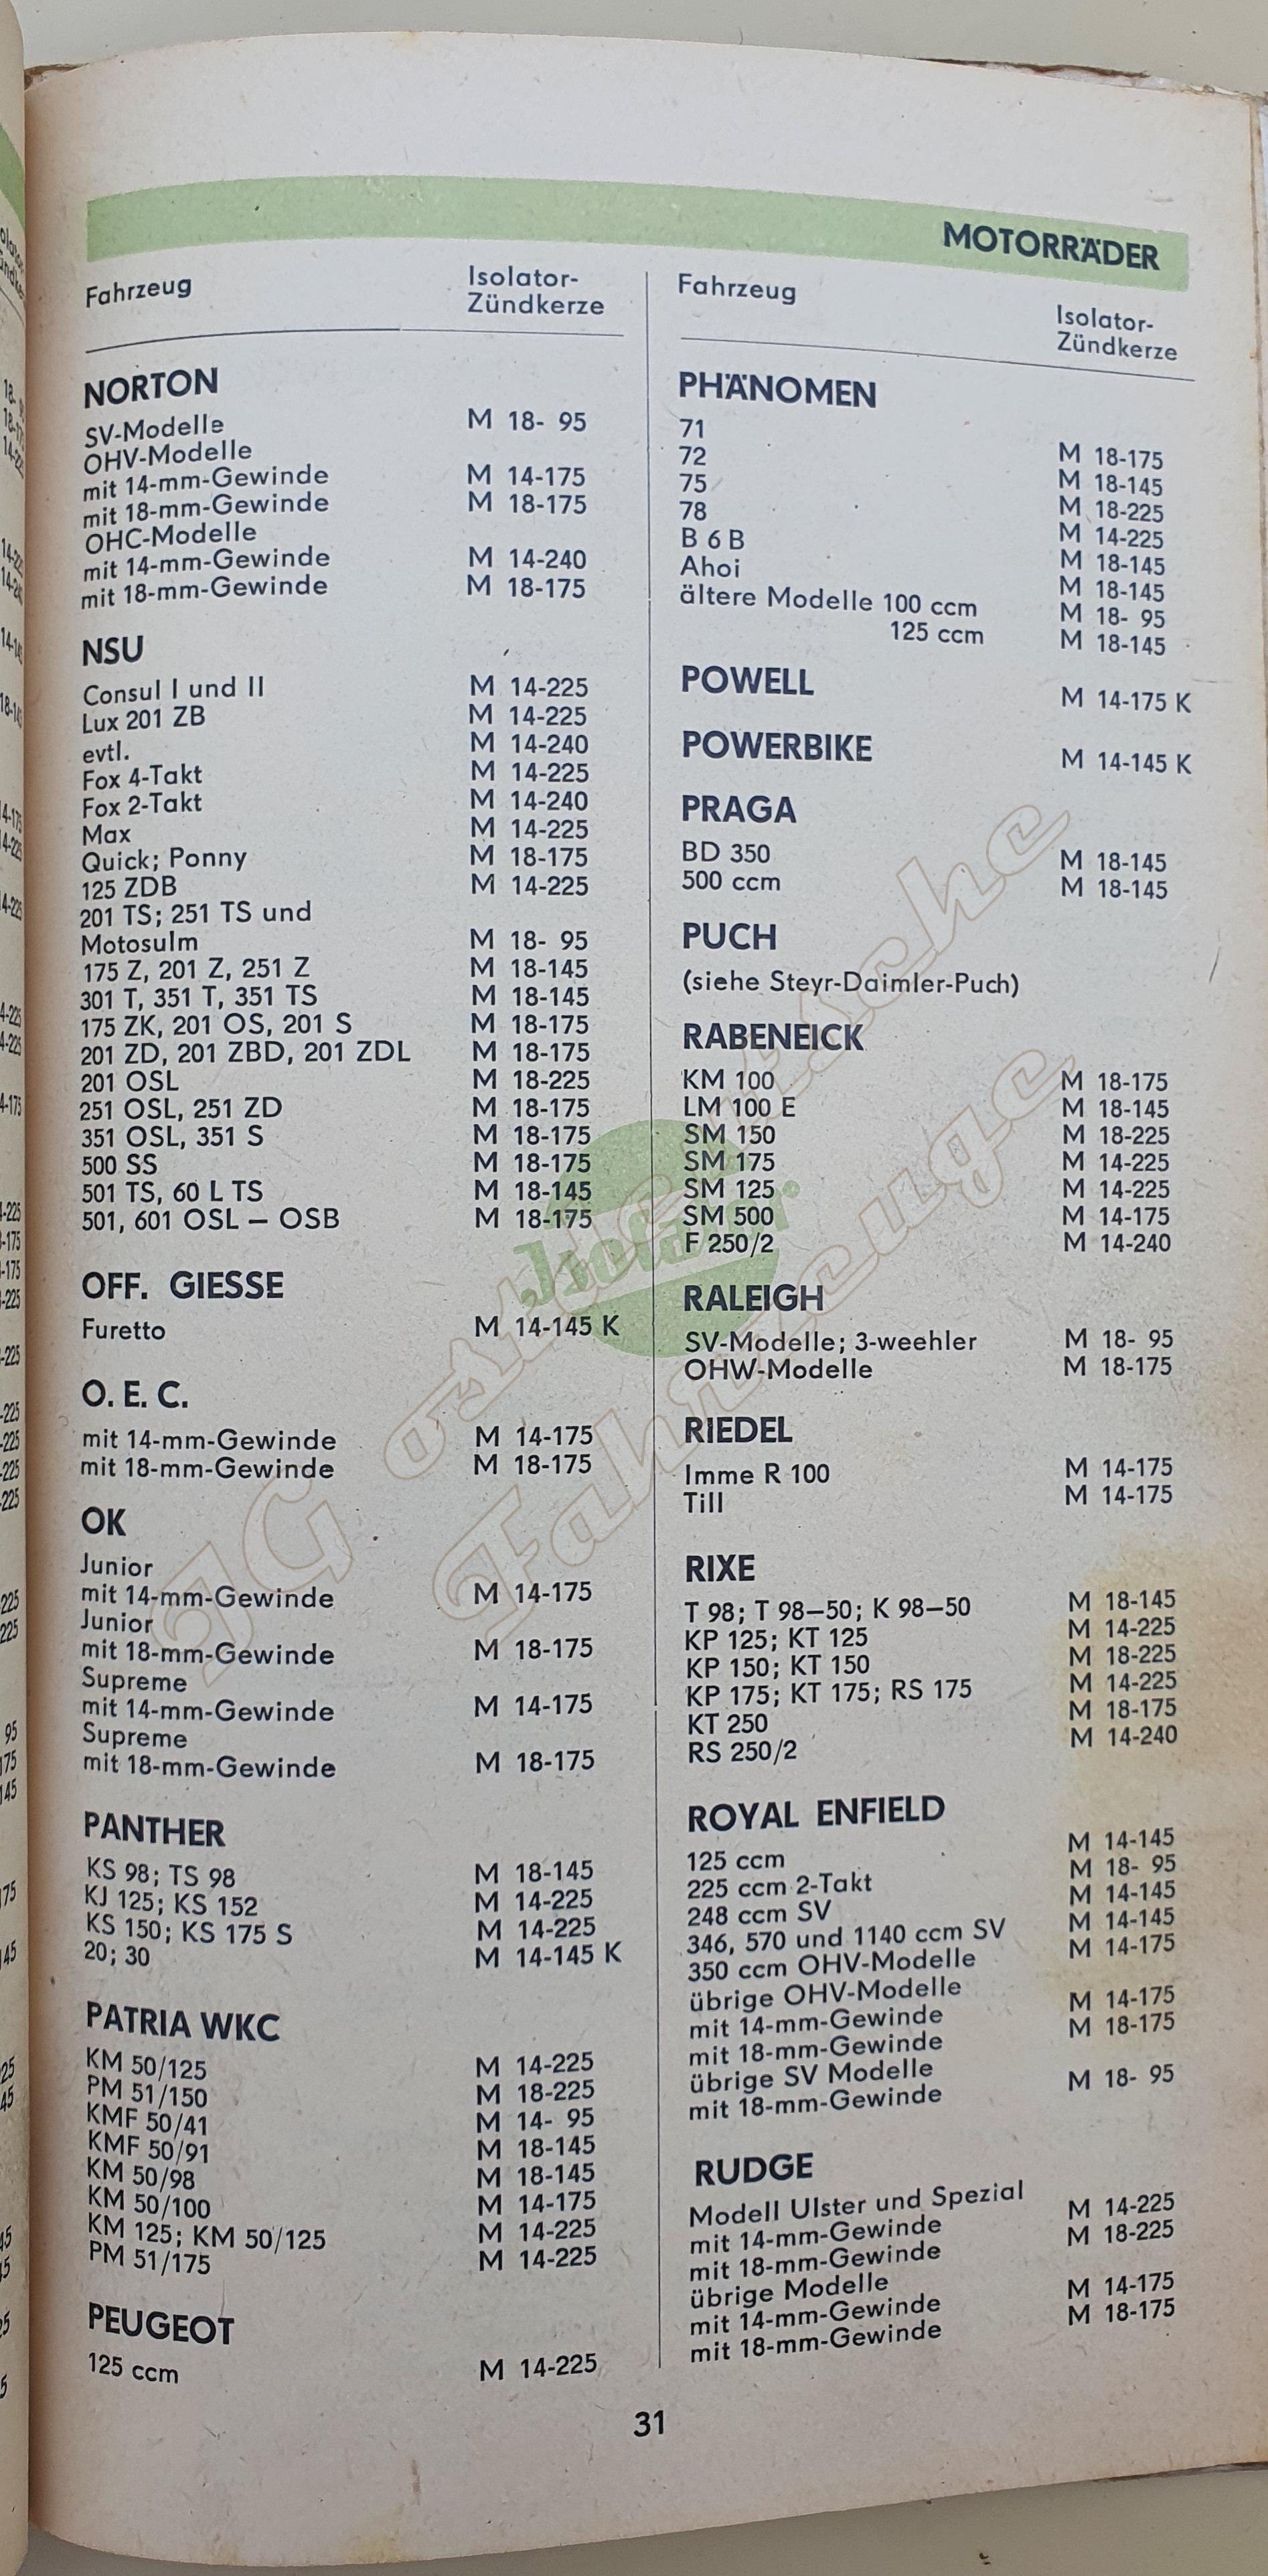 MOTORRÄDER
Fahrzeug Isolator-
Zündkerze
NORTON
SV-Modelle M 18- 95
OHV-Modelle
mit 14-mm-Gewinde M 14-175
mit 18-mm-Gewinde M 18-175
OHC-Modelle
mit 14-mm-Gewinde M 14-240
mit 18-mm-Gewinde M 18-175
NSU
Consul I und II M 14-225
Lux 201 ZB M 14-225
evtl. M 14-240
Fox 4-Takt M 14-225
Fox 2-Takt M 14-240
Max M 14-225
Quick; Ponny M 18-175
125 ZDB M 14-225
201 TS; 251 TS und
Motosulm M 18- 95
175 Z, 201 Z, 251 Z M 18-145
301 T, 351 T, 351 TS M 18-145
175 ZK, 201 OS, 201 S M 18-175
201 ZD, 201 ZBD, 201 ZDL M 18-175
201 OSL M 18-225
251 OSL, 251 ZD M 18-175
351 OSL, 351 S M 18-175
500 SS M 18-175
501 TS, 60 L TS M 18-145
501, 601 OSL – OSB M 18-175
OFF. GIESSE
Furetto M 14-145 K
O. E. C.
mit 14-mm-Gewinde M 14-175
mit 18-mm-Gewinde M 18-175
OK
Junior
mit 14-mm-Gewinde M 14-175
Junior
mit 18-mm-Gewinde M 18-175
Supreme
mit 14-mm-Gewinde M 14-175
Supreme
mit 18-mm-Gewinde M 18-175
PANTHER
KS 98; TS 98 M 18-145
KJ 125; KS 152 M 14-225
KS 150; KS 175 S M 14-225
20; 30 M 14-145 K
PATRIA WKC
KM 50/125 M 14-225
PM 51/150 M 18-225
KMF 50/41 M 14- 95
KMF 50/91 M 18-145
KM 50/98 M 18-145
KM 50/100 M 14-175
KM 125; KM 50/125 M 14-225
PM 51/175 M 14-225
PEUGEOT
125 ccm M 14-225
Fahrzeug Isolator-
Zündkerze
PHÄNOMEN
71 M 18-175
72 M 18-145
75 M 18-225
78 M 14-225
B 6 B M 18-145
Ahoi M 18-145
ältere Modelle 100 ccm M 18- 95
125 ccm M 18-145
POWELL M 14-175 K
POWERBIKE M 14-145 K
PRAGA
BD 350 M 18-145
500 ccm M 18-145
PUCH
(siehe Steyr-Daimler-Puch)
RABENEICK
KM 100 M 18-175
LM 100 E M 18-145
SM 150 M 18-225
SM 175 M 14-225
SM 125 M 14-225
SM 500 M 14-175
F 250/2 M 14-240
RALEIGH
SV-Modelle; 3-weehler M 18- 95
OHW-Modelle M 18-175
RIEDEL
Imme R 100 M 14-175
Till M 14-175
RIXE
T 98; T 98–50; K 98–50 M 18-145
KP 125; KT 125 M 14-225
KP 150; KT 150 M 18-225
KP 175; KT 175; RS 175 M 14-225
KT 250 M 18-175
RS 250/2 M 14-240
ROYAL ENFIELD
125 ccm M 14-145
225 ccm 2-Takt M 18- 95
248 ccm SV M 14-145
346, 570 und 1140 ccm SV M 14-145
350 ccm OHV-Modelle M 14-175
übrige OHV-Modelle
mit 14-mm-Gewinde M 14-175
mit 18-mm-Gewinde M 18-175
übrige SV Modelle
mit 18-mm-Gewinde M 18- 95
RUDGE
Modell Ulster und Spezial
mit 14-mm-Gewinde M 14-225
mit 18-mm-Gewinde M 18-225
übrige Modelle
mit 14-mm-Gewinde M 14-175
mit 18-mm-Gewinde M 18-175
31
Isolator
IG ostdeutsche
Fahrzeuge